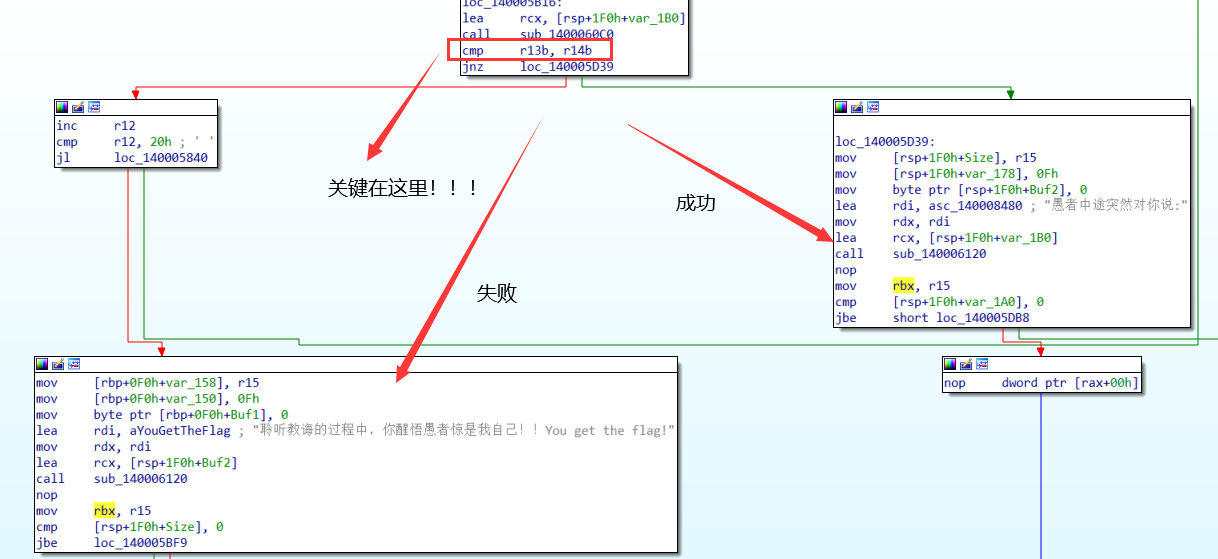 loc_140005B16:
lea rcx, [rsp+1F0h+var_1B0]
call sub_1400060C0
cmp r13b, r14b
jnz loc_140005D39
inc r12
cmp r12, 20h ; ' '
jl loc_140005840
关键在这里！！！
成功
失败
loc_140005D39:
mov [rsp+1F0h+Size], r15
mov [rsp+1F0h+var_178], 0Fh
mov byte ptr [rsp+1F0h+Buf2], 0
lea rdi, asc_140008480 ; "愚者中途突然对你说:"
mov rdx, rdi
lea rcx, [rsp+1F0h+var_1B0]
call sub_140006120
nop
mov rbx, r15
cmp [rsp+1F0h+var_1A0], 0
jbe short loc_140005DB8
mov [rbp+0F0h+var_158], r15
mov [rbp+0F0h+var_150], 0Fh
mov byte ptr [rbp+0F0h+Buf1], 0
lea rdi, aYouGetTheFlag ; "聆听教诲的过程中，你醒悟愚者惊是我自己！！You get the flag!"
mov rdx, rdi
lea rcx, [rsp+1F0h+Buf2]
call sub_140006120
nop
mov rbx, r15
cmp [rsp+1F0h+Size], 0
jbe loc_140005BF9
nop dword ptr [rax+00h]